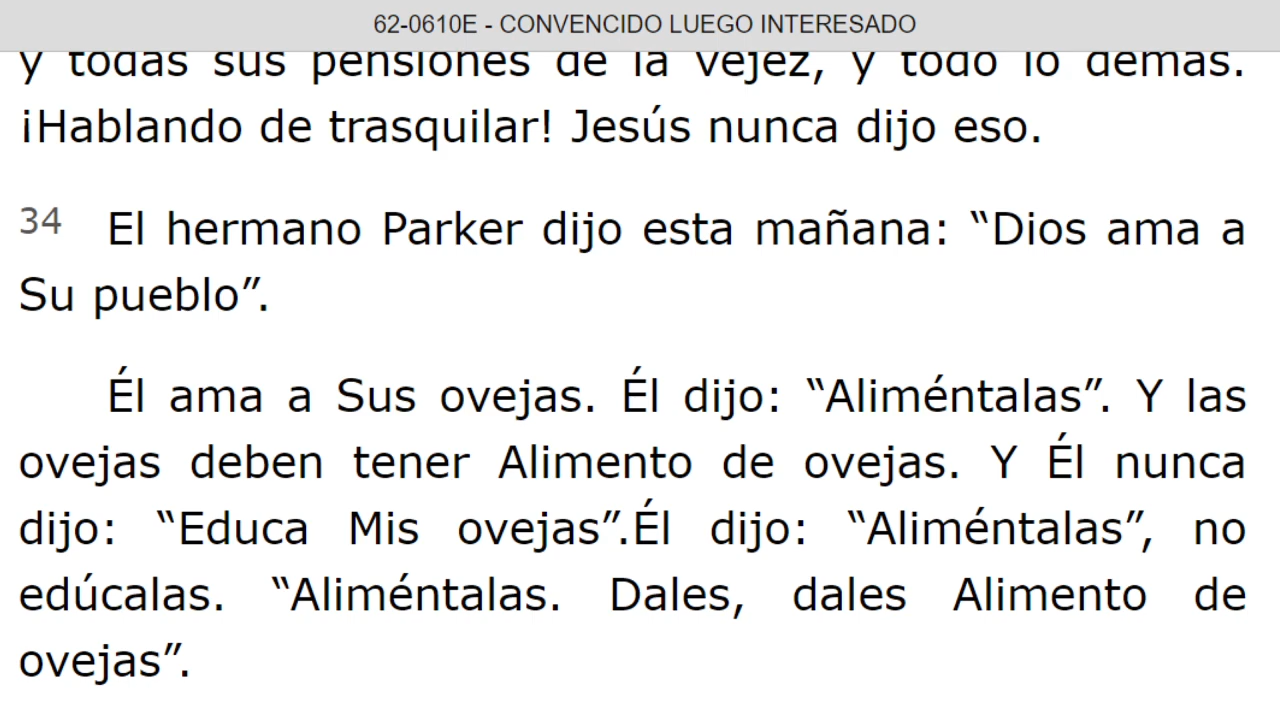 62-0610E - CONVENCIDO LUEGO INTERESADO
y todas sus pensiones de la vejez, y todo lo demás.
¡Hablando de trasquilar! Jesús nunca dijo eso.
34 El hermano Parker dijo esta mañana: “Dios ama a
Su pueblo”.
Él ama a Sus ovejas. Él dijo: “Aliméntalas”. Y las
ovejas deben tener Alimento de ovejas. Y Él nunca
dijo: “Educa Mis ovejas”.Él dijo: “Aliméntalas”, no
edúcalas. “Aliméntalas. Dales, dales Alimento de
ovejas”.